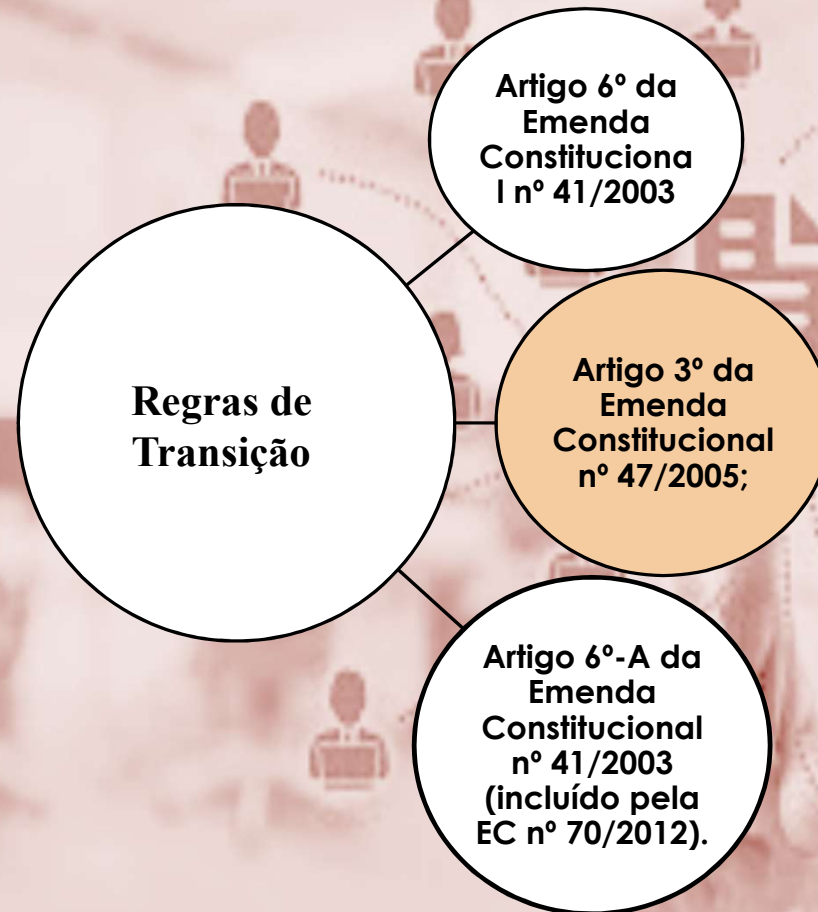 Artigo 6º da
Emenda
Constituciona
l nº 41/2003
Regras de
Transição
Artigo 3º da
Emenda
Constitucional
nº 47/2005;
Artigo 6º-A da
Emenda
Constitucional
nº 41/2003
(incluído pela
EC nº 70/2012).